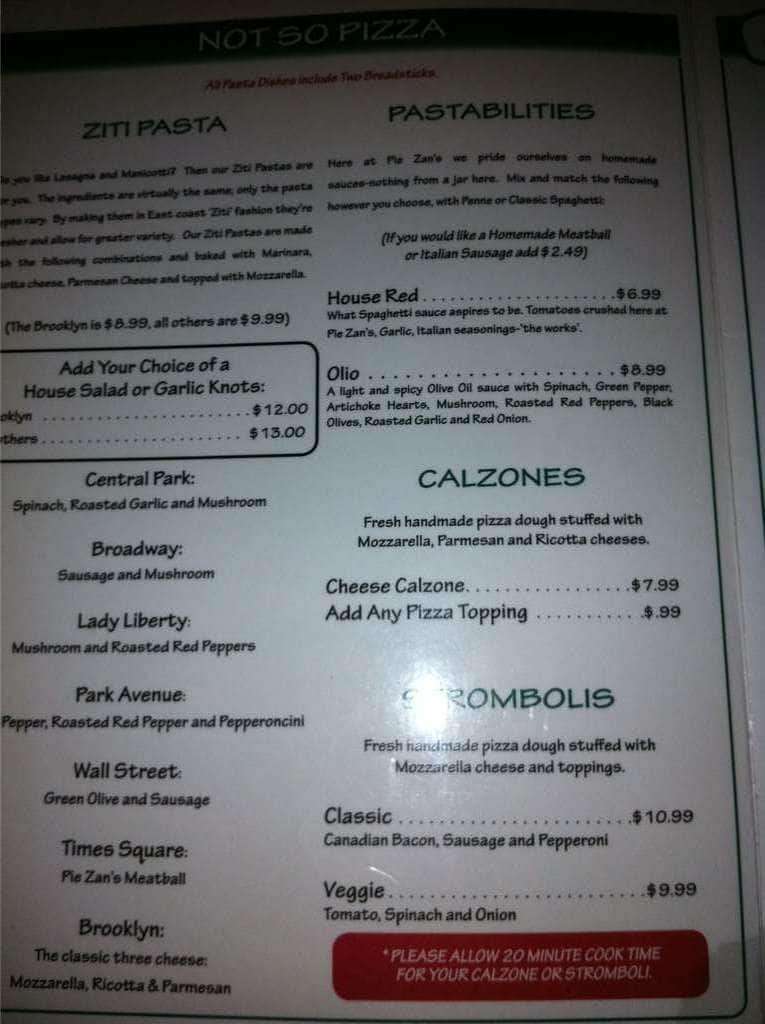 NOT SO PIZZA
All Pasta Dishes include Two Breadsticks.
ZITI PASTA
you like Lasagna and Manicotti? Then our Ziti Pastas are
you. The ingredients are virtually the same; only the pasta
vary. By making them in East coast 'Ziti' fashion they're
and allow for greater variety. Our Ziti Pastas are made
the following combinations and baked with Marinara,
cheese, Parmesan Cheese and topped with Mozzarella.
(The Brooklyn is $8.99, all others are $9.99)
Add Your Choice of a
House Salad or Garlic Knots:
oklyn ........................ $12.00
thers ...................... $13.00
Central Park:
Spinach, Roasted Garlic and Mushroom
Broadway:
Sausage and Mushroom
Lady Liberty:
Mushroom and Roasted Red Peppers
Park Avenue:
Pepper, Roasted Red Pepper and Pepperoncini
Wall Street:
Green Olive and Sausage
Times Square:
Pie Zan's Meatball
Brooklyn:
The classic three cheese:
Mozzarella, Ricotta & Parmesan
PASTABILITIES
Here at Pie Zan's we pride ourselves on homemade
sauces-nothing from a jar here. Mix and match the following
however you choose, with Penne or Classic Spaghetti:
(If you would like a Homemade Meatball
or Italian Sausage add $2.49)
House Red ..................... $6.99
What Spaghetti sauce aspires to be. Tomatoes crushed here at
Pie Zan's, Garlic, Italian seasonings-'the works'.
Olio ..................... $8.99
A light and spicy Olive Oil sauce with Spinach, Green Pepper,
Artichoke Hearts, Mushroom, Roasted Red Peppers, Black
Olives, Roasted Garlic and Red Onion.
CALZONES
Fresh handmade pizza dough stuffed with
Mozzarella, Parmesan and Ricotta cheeses.
Cheese Calzone ................. $7.99
Add Any Pizza Topping ........... $.99
STROMBOLIS
Fresh handmade pizza dough stuffed with
Mozzarella cheese and toppings.
Classic ........................ $10.99
Canadian Bacon, Sausage and Pepperoni
Veggie .......................... $9.99
Tomato, Spinach and Onion
*PLEASE ALLOW 20 MINUTE COOK TIME
FOR YOUR CALZONE OR STROMBOLI.